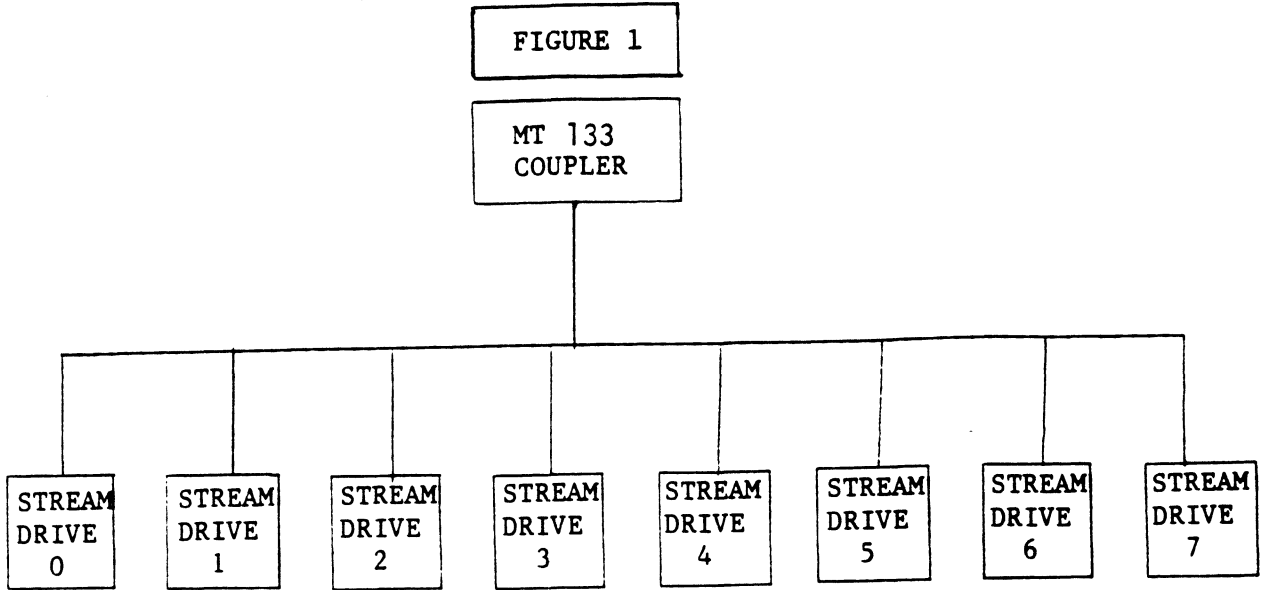 FIGURE 1
MT 133
COUPLER
STREAM
DRIVE
0
STREAM
DRIVE
1
STREAM
DRIVE
2
STREAM
DRIVE
3
STREAM
DRIVE
4
STREAM
DRIVE
5
STREAM
DRIVE
6
STREAM
DRIVE
7